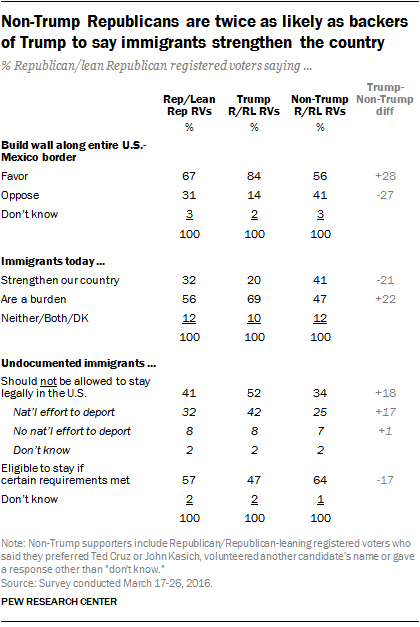 Non-Trump Republicans are twice as likely as backers
of Trump to say immigrants strengthen the country
% Republican/lean Republican registered voters saying ...
Rep/Lean Rep RVs Trump R/RL RVs Non-Trump R/RL RVs Trump-Non-Trump diff
% % %
Build wall along entire U.S.-
Mexico border
Favor 67 84 56 +28
Oppose 31 14 41 -27
Don't know 3 2 3
100 100 100
Immigrants today ...
Strengthen our country 32 20 41 -21
Are a burden 56 69 47 +22
Neither/Both/DK 12 10 12
100 100 100
Undocumented immigrants ...
Should not be allowed to stay
legally in the U.S. 41 52 34 +18
Nat'l effort to deport 32 42 25 +17
No nat'l effort to deport 8 8 7 +1
Don't know 2 2 2
Eligible to stay if
certain requirements met 57 47 64 -17
Don't know 2 2 1
100 100 100
Note: Non-Trump supporters include Republican/Republican-leaning registered voters who
said they preferred Ted Cruz or John Kasich, volunteered another candidate's name or gave
a response other than "don't know."
Source: Survey conducted March 17-26, 2016.
PEW RESEARCH CENTER